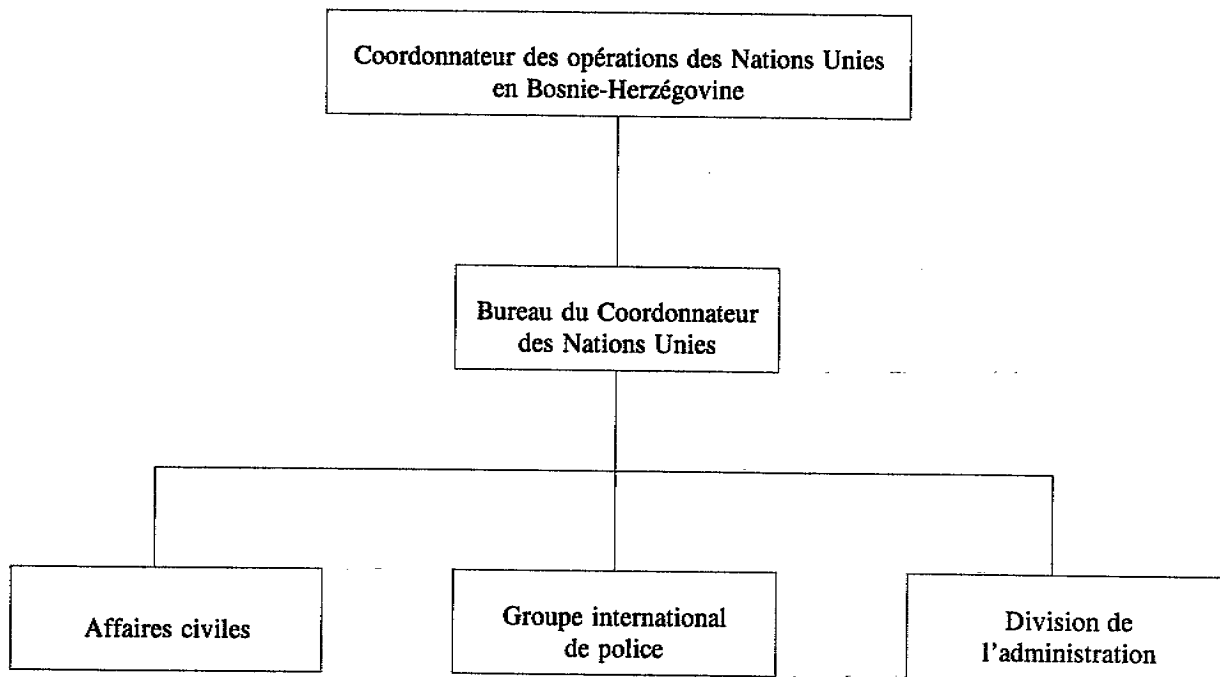 Coordonnateur des opérations des Nations Unies
en Bosnie-Herzégovine
Bureau du Coordonnateur
des Nations Unies
Affaires civiles
Groupe international
de police
Division de
l'administration